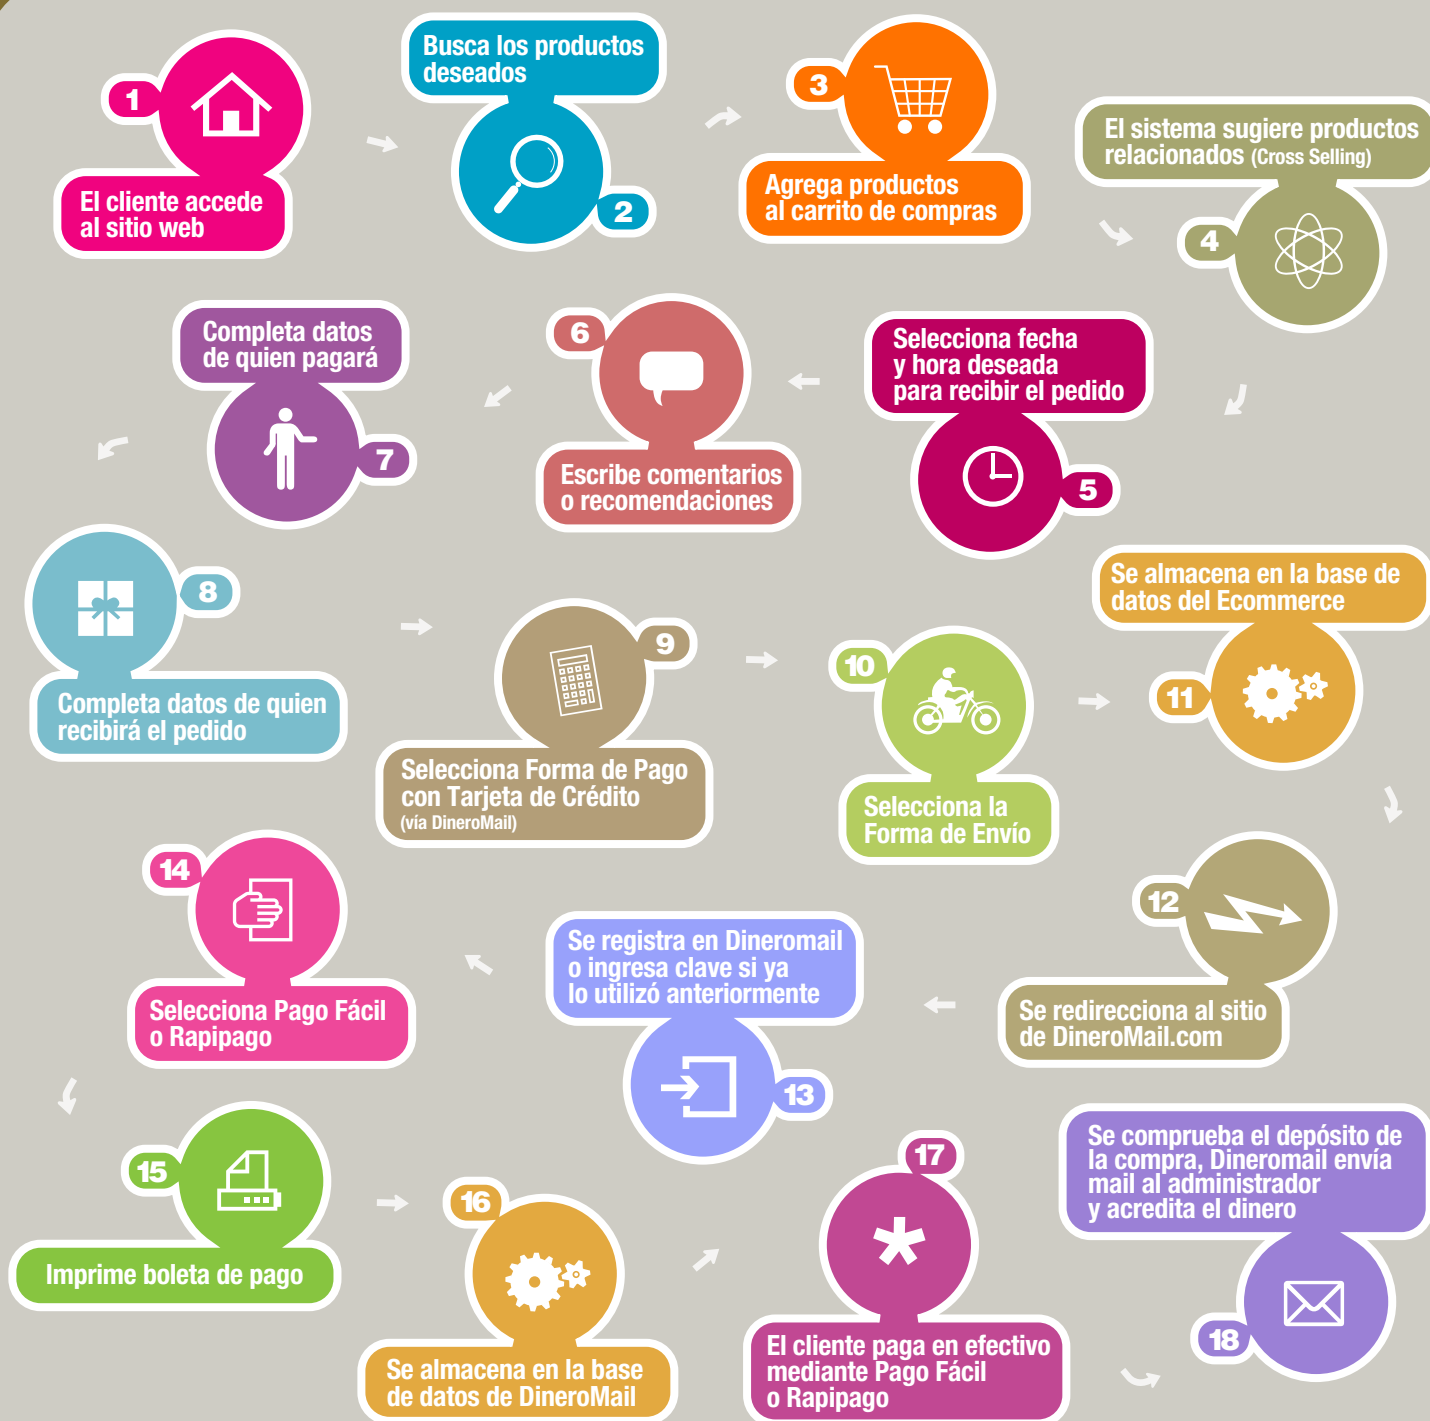 1
El cliente accede
al sitio web
Busca los productos
deseados
2
3
Agrega productos
al carrito de compras
El sistema sugiere productos
relacionados (Cross Selling)
4
Selecciona fecha
y hora deseada
para recibir el pedido
5
6
Escribe comentarios
o recomendaciones
Completa datos
de quien pagará
7
8
Completa datos de quien
recibirá el pedido
9
Selecciona Forma de Pago
con Tarjeta de Crédito
(vía DineroMail)
10
Selecciona la
Forma de Envío
Se almacena en la base de
datos del Ecommerce
11
12
Se redirecciona al sitio
de DineroMail.com
Se registra en Dineromail
o ingresa clave si ya
lo utilizó anteriormente
13
14
Selecciona Pago Fácil
o Rapipago
15
Imprime boleta de pago
16
Se almacena en la base
de datos de DineroMail
17
El cliente paga en efectivo
mediante Pago Fácil
o Rapipago
Se comprueba el depósito de
la compra, Dineromail envía
mail al administrador
y acredita el dinero
18